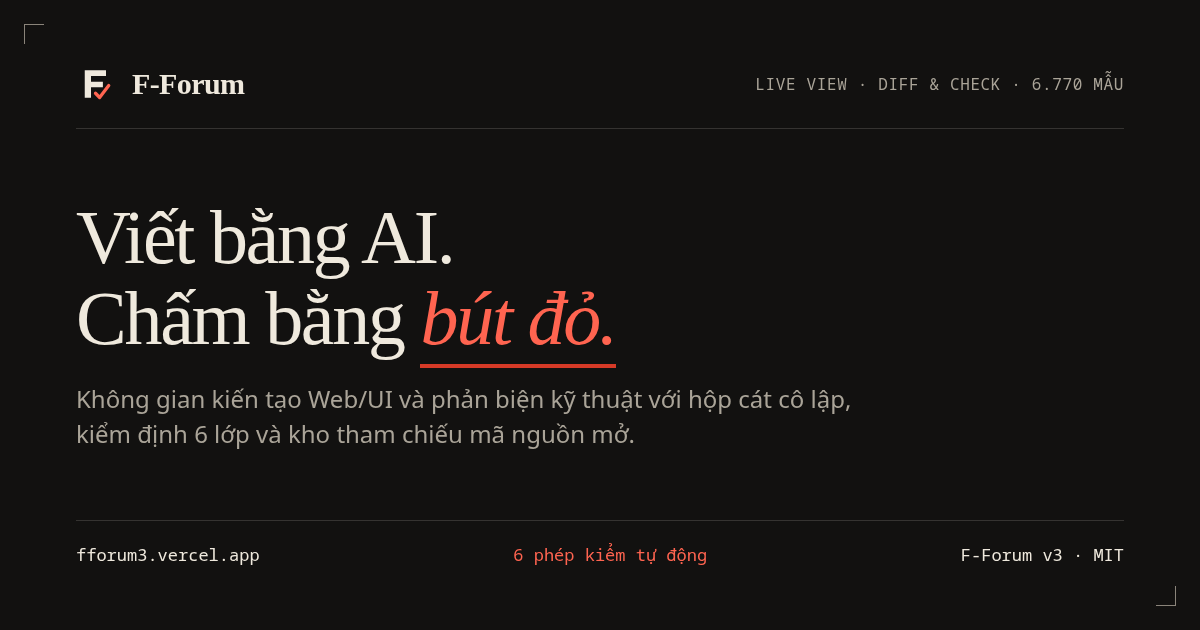 F-Forum
LIVE VIEW · DIFF & CHECK · 6.770 MẪU
Viết bằng AI.
Chấm bằng bút đỏ.
Không gian kiến tạo Web/UI và phản biện kỹ thuật với hộp cát cô lập,
kiểm định 6 lớp và kho tham chiếu mã nguồn mở.
fforum3.vercel.app
6 phép kiểm tự động
F-Forum v3 · MIT